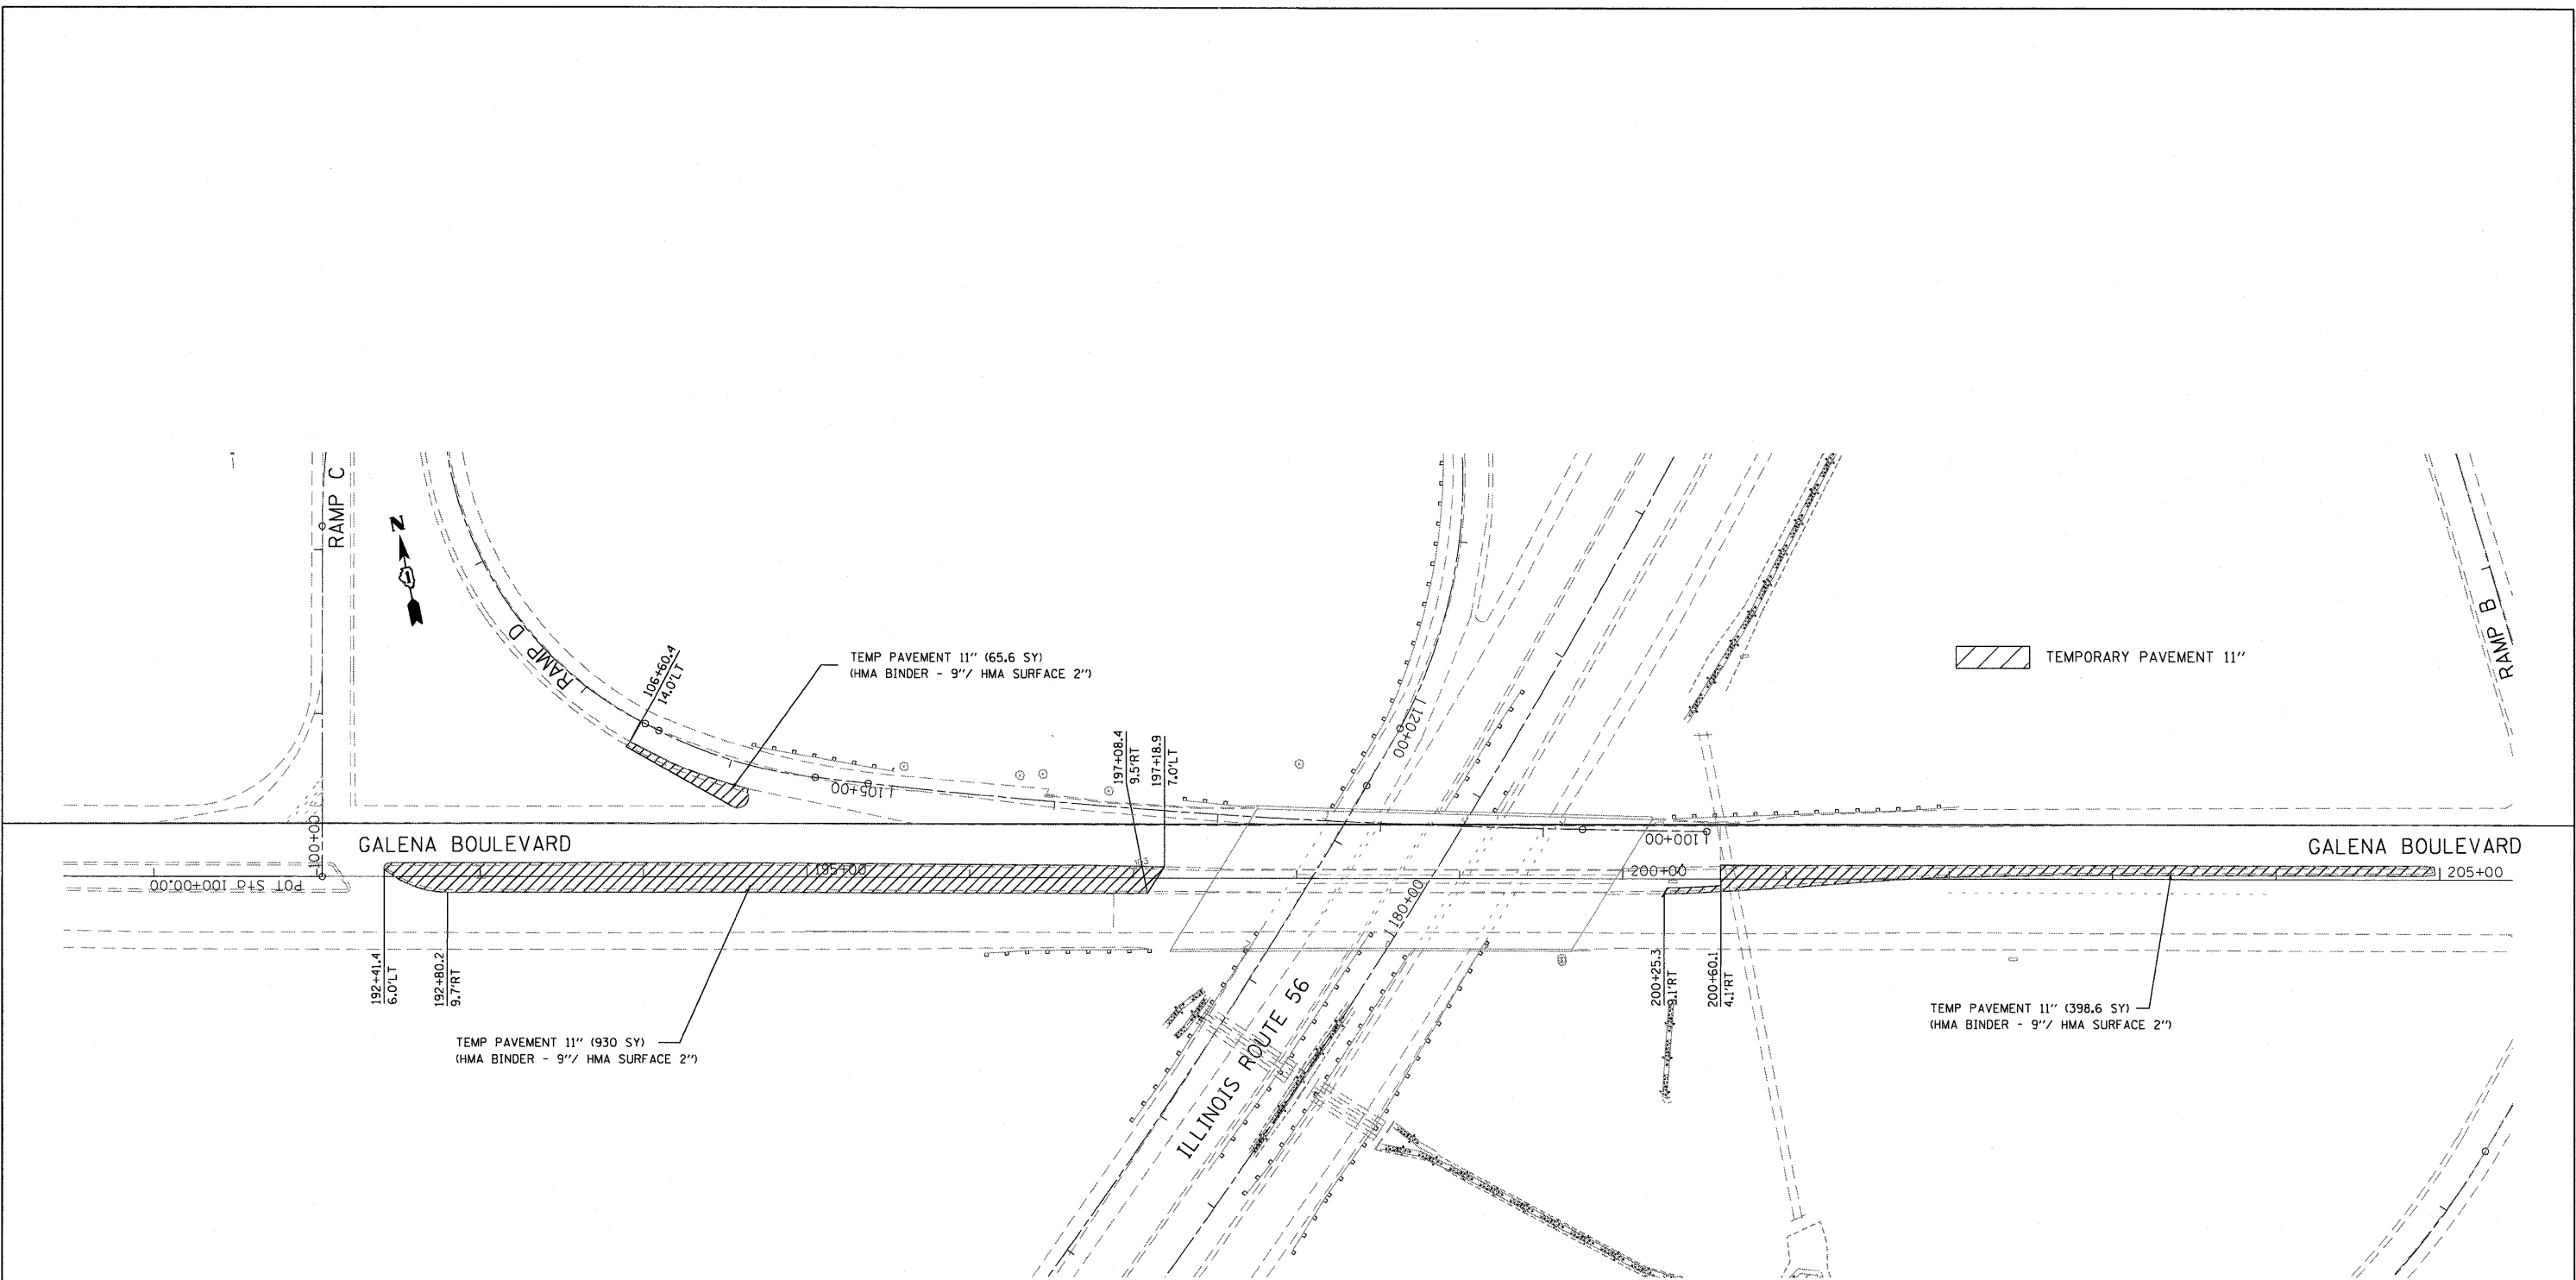 RAMP C
N
RAMP D
106+60.4
14.0'LT
TEMP PAVEMENT 11" (65.6 SY)
(HMA BINDER - 9"/ HMA SURFACE 2")
TEMPORARY PAVEMENT 11"
RAMP B
197+08.4
9.5'RT
197+18.9
7.0'LT
120+00
105+00
100+00
100+00
GALENA BOULEVARD
GALENA BOULEVARD
195+00
200+00
205+00
POT Sta 100+00.00
180+00
192+41.4
6.0'LT
192+80.2
9.7'RT
200+25.3
9.1'RT
200+60.1
4.1'RT
ILLINOIS ROUTE 56
TEMP PAVEMENT 11" (930 SY)
(HMA BINDER - 9"/ HMA SURFACE 2")
TEMP PAVEMENT 11" (398.6 SY)
(HMA BINDER - 9"/ HMA SURFACE 2")